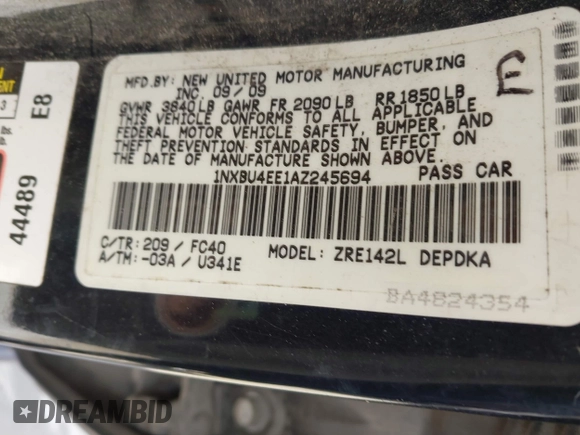 MFD.BY: NEW UNITED MOTOR MANUFACTURING
INC. 09/09
GVWR 3840LB GAWR FR 2090LB RR 1850LB
THIS VEHICLE CONFORMS TO ALL APPLICABLE
FEDERAL MOTOR VEHICLE SAFETY, BUMPER, AND
THEFT PREVENTION STANDARDS IN EFFECT ON
THE DATE OF MANUFACTURE SHOWN ABOVE.
1NXBU4EE1AZ245694 PASS CAR
C/TR: 209 / FC40 MODEL: ZRE142L DEPDKA
A/TM: -03A / U341E
BA4824354
E
44489
E8
DREAMBID